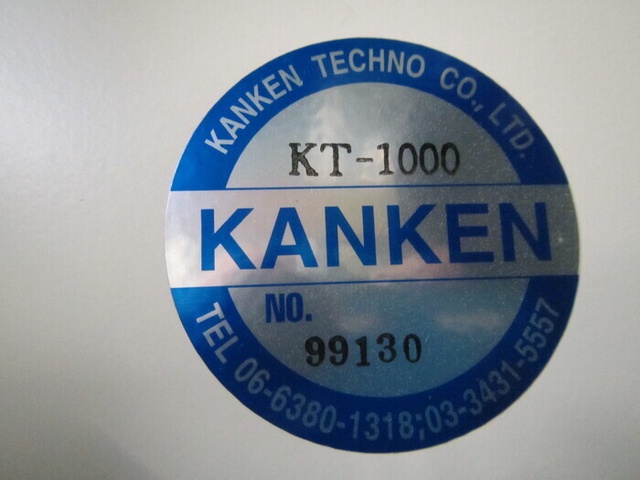 KANKEN TECHNO CO., LTD.
KT-1000
KANKEN
NO.
99130
TEL 06-6380-1318;03-3431-5557